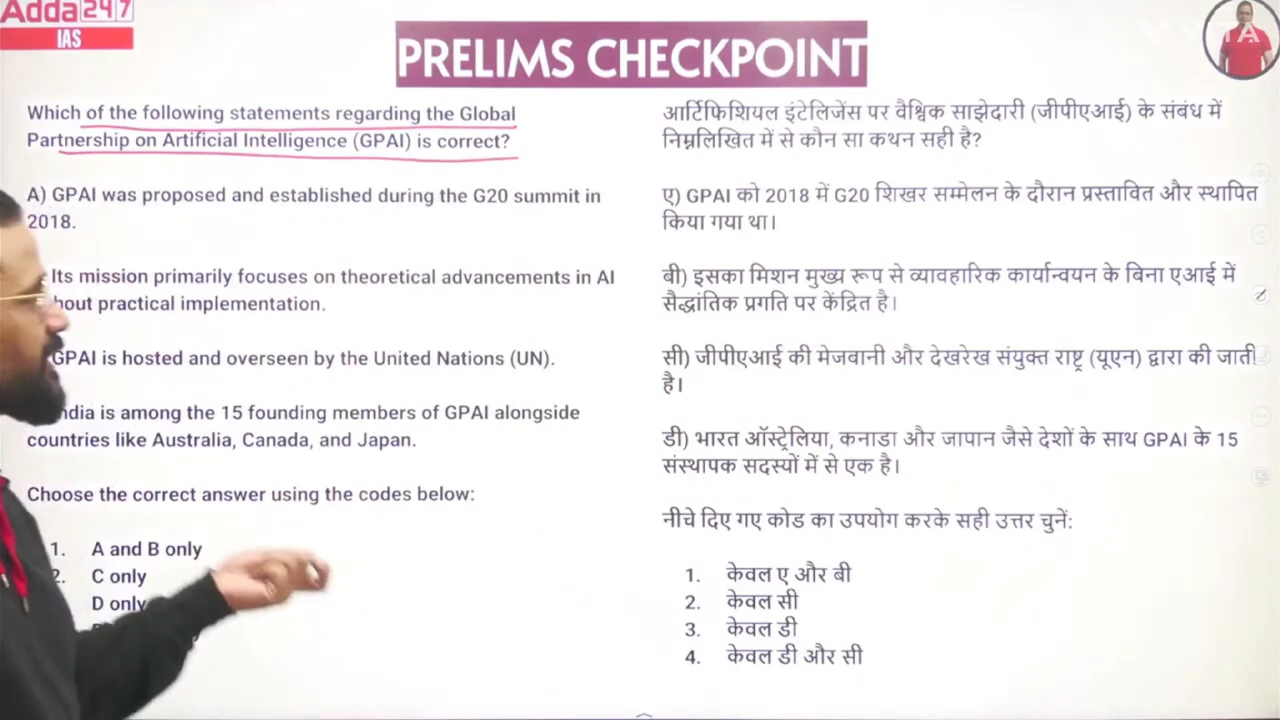 Adda247
IAS
PRELIMS CHECKPOINT
Which of the following statements regarding the Global
Partnership on Artificial Intelligence (GPAI) is correct?
A) GPAI was proposed and established during the G20 summit in
2018.
Its mission primarily focuses on theoretical advancements in AI
practical implementation.
GPAI is hosted and overseen by the United Nations (UN).
is among the 15 founding members of GPAI alongside
countries like Australia, Canada, and Japan.
Choose the correct answer using the codes below:
1. A and B only
2. C only
D only
आर्टिफिशियल इंटेलिजेंस पर वैश्विक साझेदारी (जीपीएआई) के संबंध में
निम्नलिखित में से कौन सा कथन सही है?
ए) GPAI को 2018 में G20 शिखर सम्मेलन के दौरान प्रस्तावित और स्थापित
किया गया था।
बी) इसका मिशन मुख्य रूप से व्यावहारिक कार्यान्वयन के बिना एआई में
सैद्धांतिक प्रगति पर केंद्रित है।
सी) जीपीएआई की मेजबानी और देखरेख संयुक्त राष्ट्र (यूएन) द्वारा की जाती
है।
डी) भारत ऑस्ट्रेलिया, कनाडा और जापान जैसे देशों के साथ GPAI के 15
संस्थापक सदस्यों में से एक है।
नीचे दिए गए कोड का उपयोग करके सही उत्तर चुनें:
1. केवल ए और बी
2. केवल सी
3. केवल डी
4. केवल डी और सी